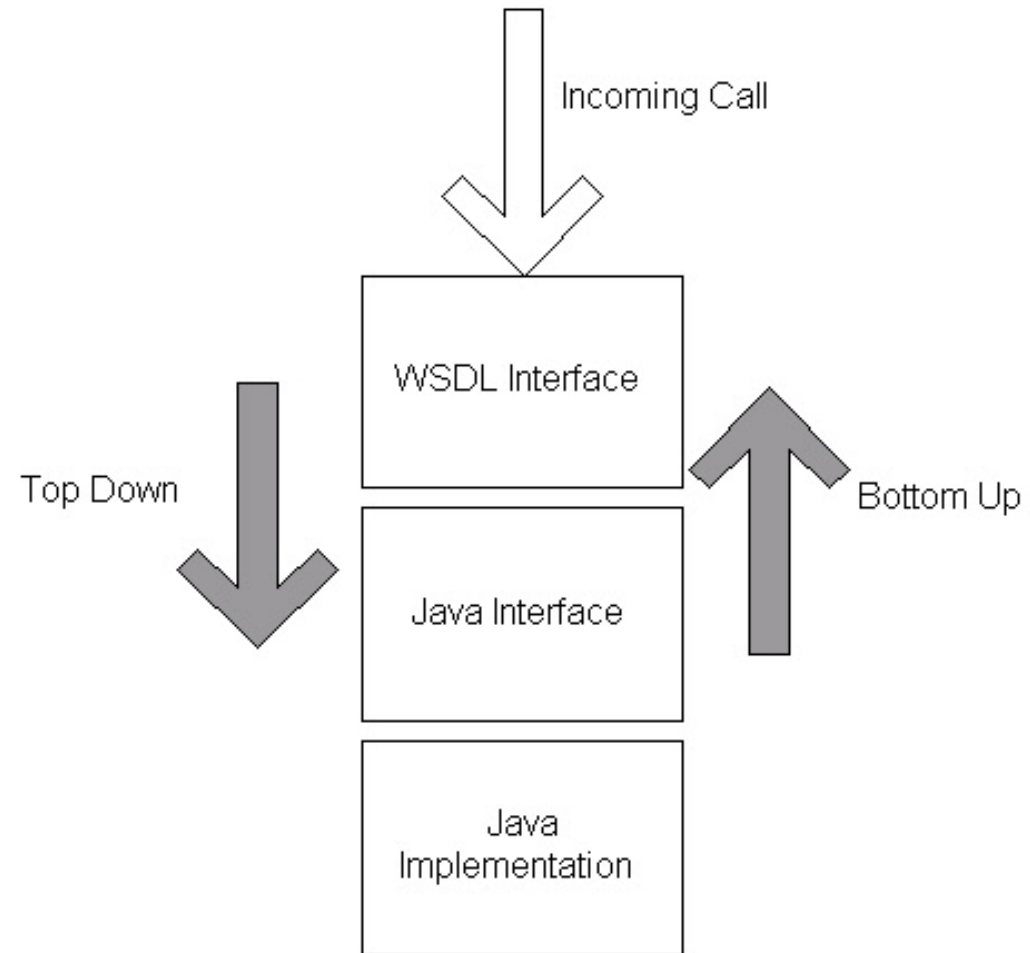 Incoming Call
WSDL Interface
Top Down
Bottom Up
Java Interface
Java
Implementation